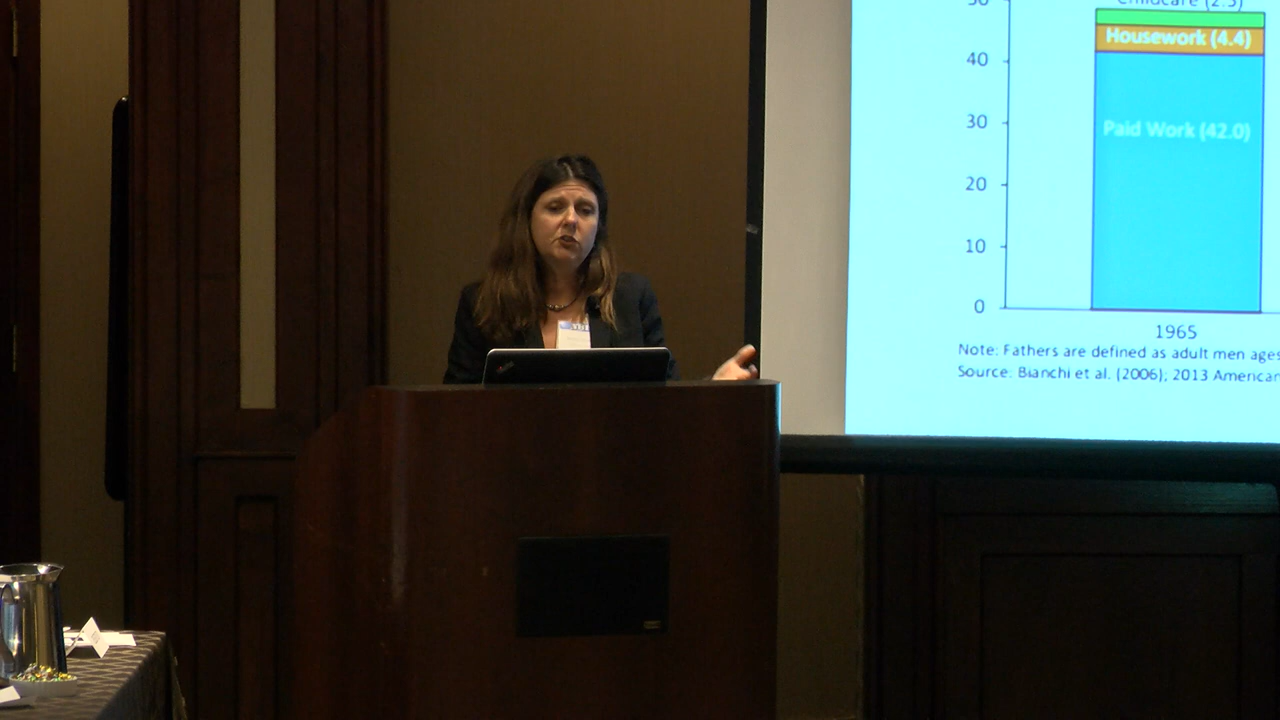 50
Childcare (2.5)
Housework (4.4)
40
Paid Work (42.0)
30
20
10
0
1965
Note: Fathers are defined as adult men ages
Source: Bianchi et al. (2006); 2013 American